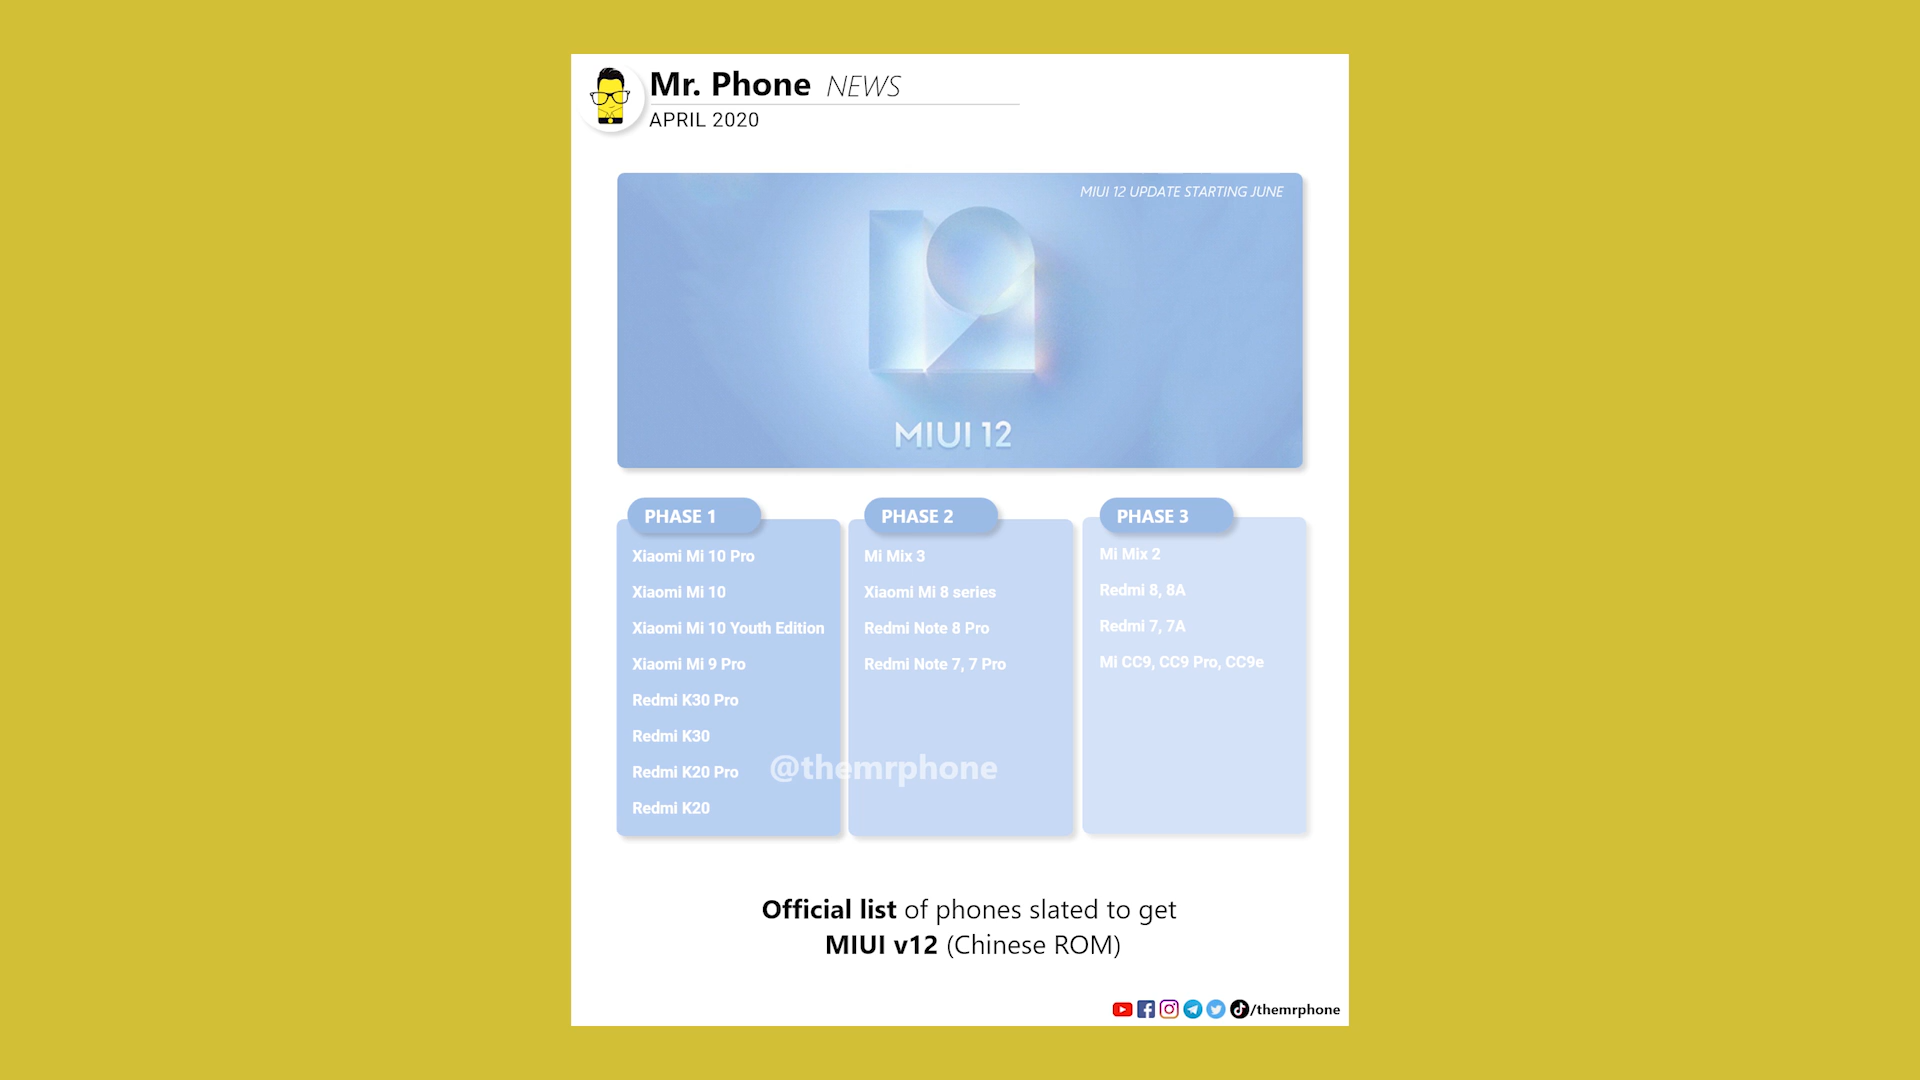 Mr. Phone NEWS
APRIL 2020
MIUI 12 UPDATE STARTING JUNE
12
MIUI 12
PHASE 1
Xiaomi Mi 10 Pro
Xiaomi Mi 10
Xiaomi Mi 10 Youth Edition
Xiaomi Mi 9 Pro
Redmi K30 Pro
Redmi K30
Redmi K20 Pro
Redmi K20
PHASE 2
Mi Mix 3
Xiaomi Mi 8 series
Redmi Note 8 Pro
Redmi Note 7, 7 Pro
PHASE 3
Mi Mix 2
Redmi 8, 8A
Redmi 7, 7A
Mi CC9, CC9 Pro, CC9e
@themrphone
Official list of phones slated to get
MIUI v12 (Chinese ROM)
/themrphone